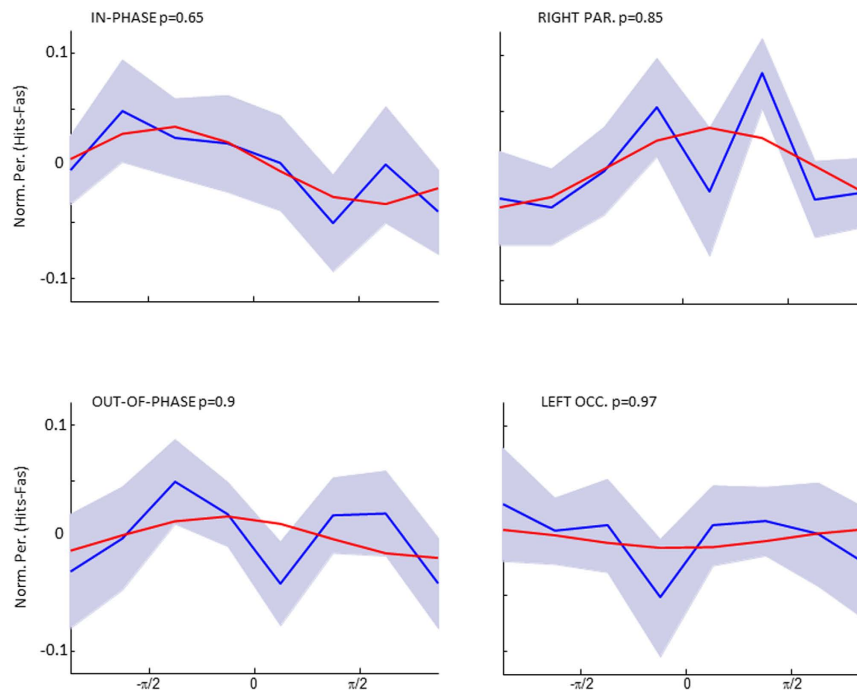 IN-PHASE p=0.65
RIGHT PAR. p=0.85
0.1
0
-0.1
Norm. Per. (Hits-Fas)
OUT-OF-PHASE p=0.9
LEFT OCC. p=0.97
0.1
0
-0.1
Norm. Per. (Hits-Fas)
-π/2 0 π/2
-π/2 0 π/2